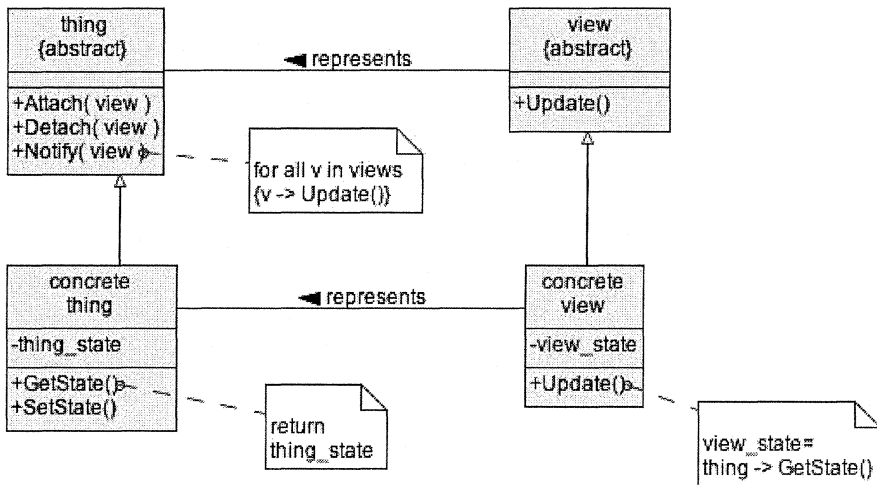 thing
{abstract}
+Attach( view )
+Detach( view )
+Notify( view )
represents
view
{abstract}
+Update()
for all v in views
{v -> Update()}
concrete
thing
-thing_state
+GetState()
+SetState()
represents
concrete
view
-view_state
+Update()
return
thing_state
view_state=
thing -> GetState()